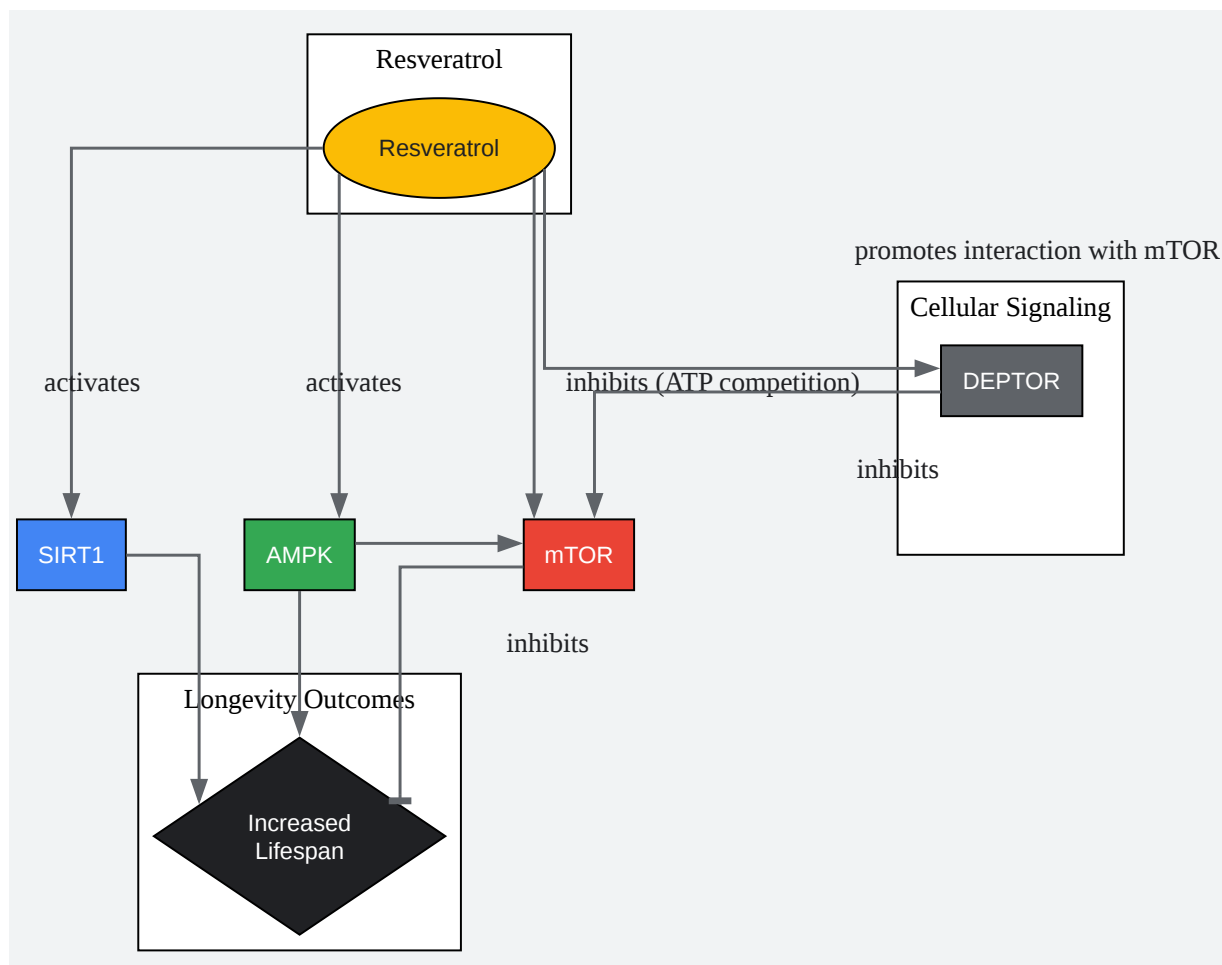 Resveratrol
Resveratrol
promotes interaction with mTOR
Cellular Signaling
activates
activates
inhibits (ATP competition)
DEPTOR
inhibits
SIRT1
AMPK
mTOR
inhibits
Longevity Outcomes
Increased
Lifespan